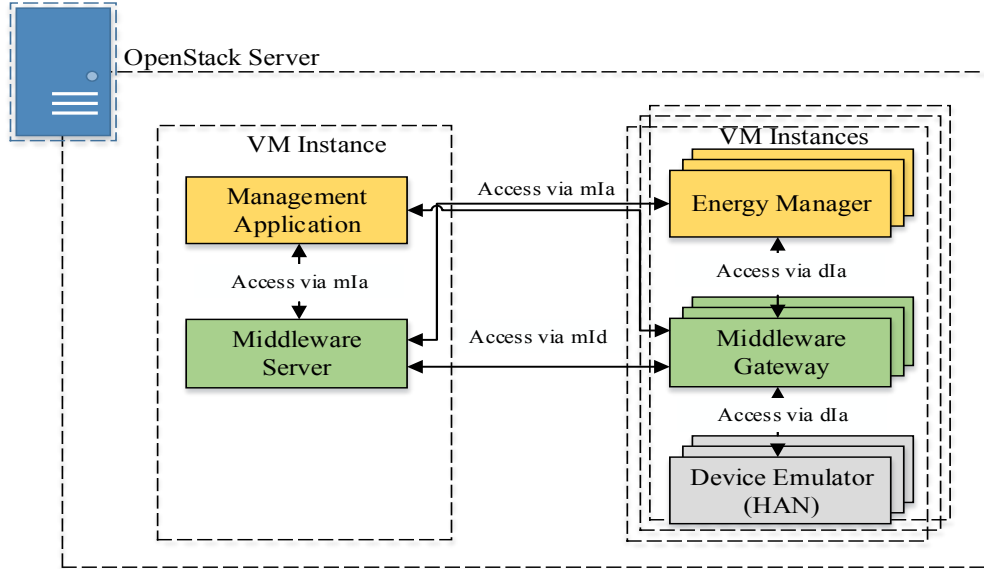 OpenStack Server
VM Instance
Management
Application
Access via mIa
Middleware
Server
Access via mIa
Access via mId
VM Instances
Energy Manager
Access via dIa
Middleware
Gateway
Access via dIa
Device Emulator
(HAN)